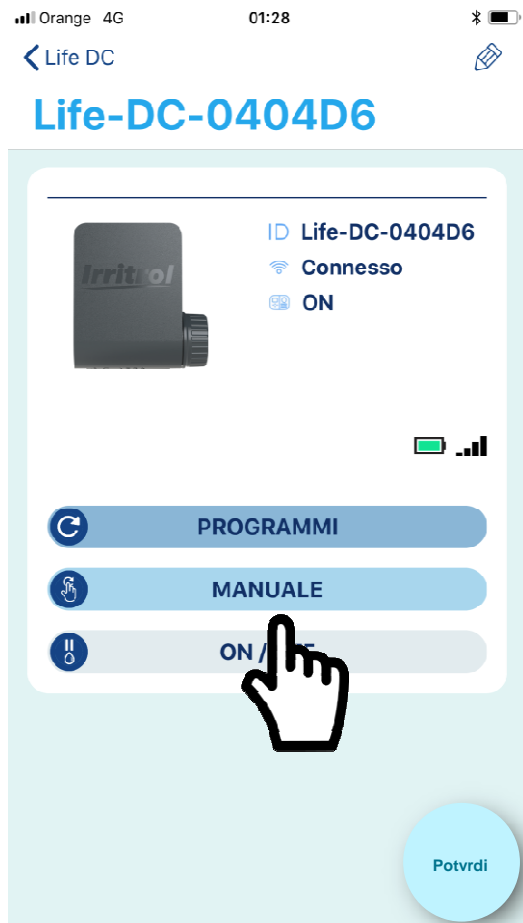 Orange 4G 01:28
Life DC
Life-DC-0404D6
Irritrol
ID Life-DC-0404D6
Connesso
ON
PROGRAMMI
MANUALE
ON /
Potvrdi